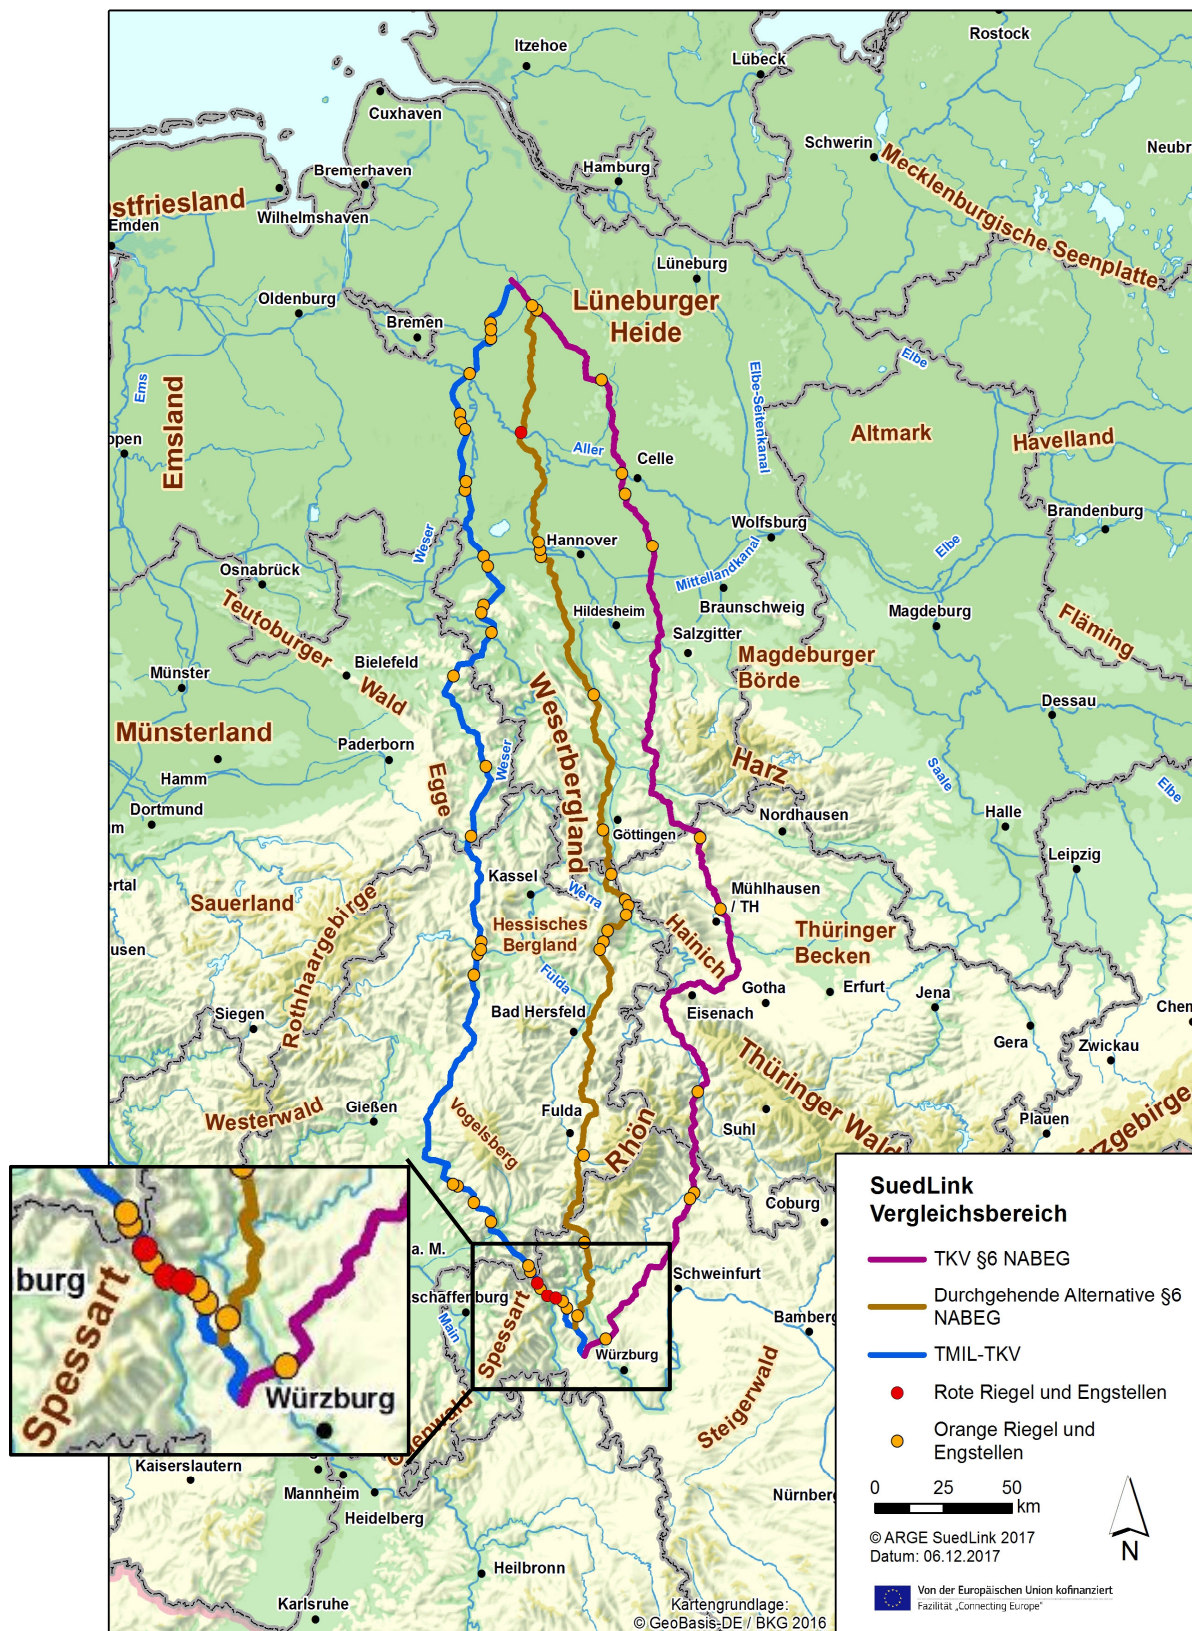 Rostock
Itzehoe
Lübeck
Cuxhaven
Schwerin
Neubr
Mecklenburgische Seenplatte
Hamburg
Bremerhaven
stfriesland
Wilhelmshaven
Emden
Lüneburg
Oldenburg
Lüneburger
Heide
Bremen
Elbe
Ems
Emsland
Elbe-Seitenkanal
Altmark
Havelland
ppen
Aller
Celle
Brandenburg
Wolfsburg
Weser
Hannover
Elbe
Osnabrück
Mittellandkanal
Teutoburger
Wald
Hildesheim
Braunschweig
Magdeburg
Fläming
Salzgitter
Bielefeld
Magdeburger
Börde
Münster
Weserbergland
Dessau
Münsterland
Paderborn
Weser
Harz
Saale
Hamm
Egge
Elbe
Dortmund
Nordhausen
Halle
um
Göttingen
Leipzig
Kassel
ertal
Werra
Mühlhausen
/ TH
Sauerland
Rothhaargebirge
Hessisches
Bergland
Hainich
Thüringer
Becken
usen
Fulda
Gotha
Erfurt
Jena
Siegen
Bad Hersfeld
Eisenach
Chem
Gera
Zwickau
Thüringer Wald
Westerwald
Gießen
Vogelsberg
Fulda
Rhön
Suhl
Plauen
rzgebirge
Coburg
a. M.
Schweinfurt
schaffenburg
Main
Spessart
Bamberg
Würzburg
Steigerwald
burg
Spessart
Würzburg
Kaiserslautern
Mannheim
Heidelberg
Nürnberg
Heilbronn
Karlsruhe
Kartengrundlage:
© GeoBasis-DE / BKG 2016
SuedLink
Vergleichsbereich
TKV §6 NABEG
Durchgehende Alternative §6
NABEG
TMIL-TKV
Rote Riegel und Engstellen
Orange Riegel und
Engstellen
0 25 50
km
© ARGE SuedLink 2017
Datum: 06.12.2017
N
Von der Europäischen Union kofinanziert
Fazilität „Connecting Europe"